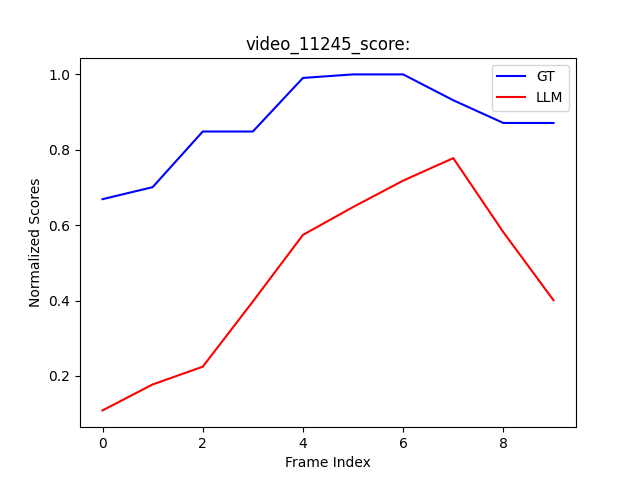 video_11245_score:
GT
LLM
Normalized Scores
1.0
0.8
0.6
0.4
0.2
0 2 4 6 8
Frame Index